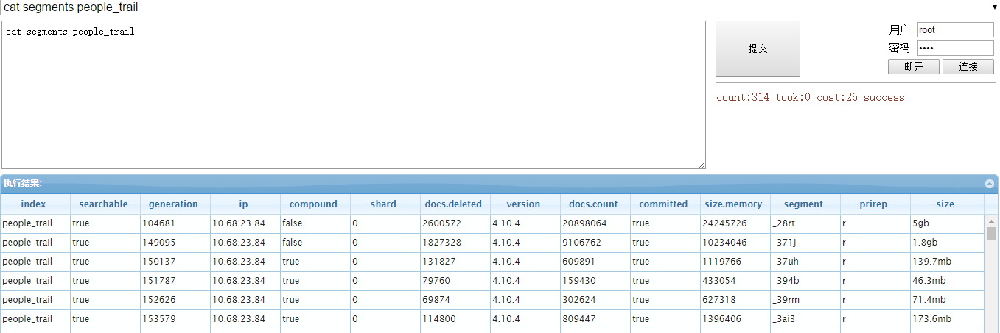 cat segments people_trail
cat segments people_trail
提交
用户 root
密码 ••••
断开 连接
count:314 took:0 cost:26 success
执行结果:
index searchable generation ip compound shard docs.deleted version docs.count committed size.memory segment prirep size
people_trail true 104681 10.68.23.84 false 0 2600572 4.10.4 20898064 true 24245726 _28rt r 5gb
people_trail true 149095 10.68.23.84 false 0 1827328 4.10.4 9106762 true 10234046 _371j r 1.8gb
people_trail true 150137 10.68.23.84 true 0 131827 4.10.4 609891 true 1119766 _37uh r 139.7mb
people_trail true 151787 10.68.23.84 true 0 79760 4.10.4 159430 true 433054 _394b r 46.3mb
people_trail true 152626 10.68.23.84 true 0 69874 4.10.4 302624 true 627318 _39rm r 71.4mb
people_trail true 153579 10.68.23.84 true 0 114800 4.10.4 809447 true 1396406 _3ai3 r 173.6mb